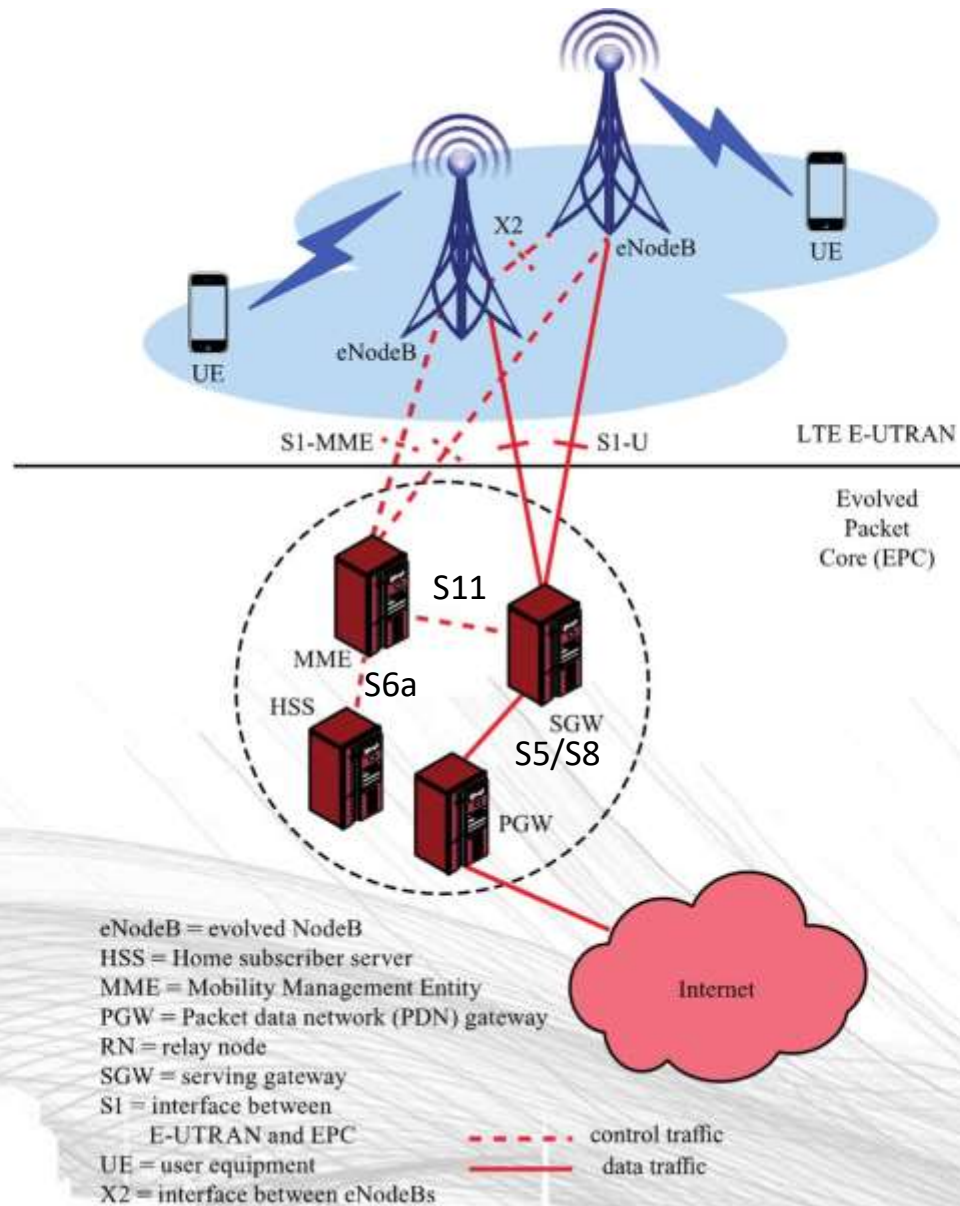 X2
eNodeB
UE
eNodeB
UE
S1-MME
S1-U
LTE E-UTRAN
Evolved
Packet
Core (EPC)
S11
MME
S6a
HSS
SGW
S5/S8
PGW
eNodeB = evolved NodeB
HSS = Home subscriber server
MME = Mobility Management Entity
PGW = Packet data network (PDN) gateway
RN = relay node
SGW = serving gateway
S1 = interface between
E-UTRAN and EPC
UE = user equipment
X2 = interface between eNodeBs
Internet
control traffic
data traffic